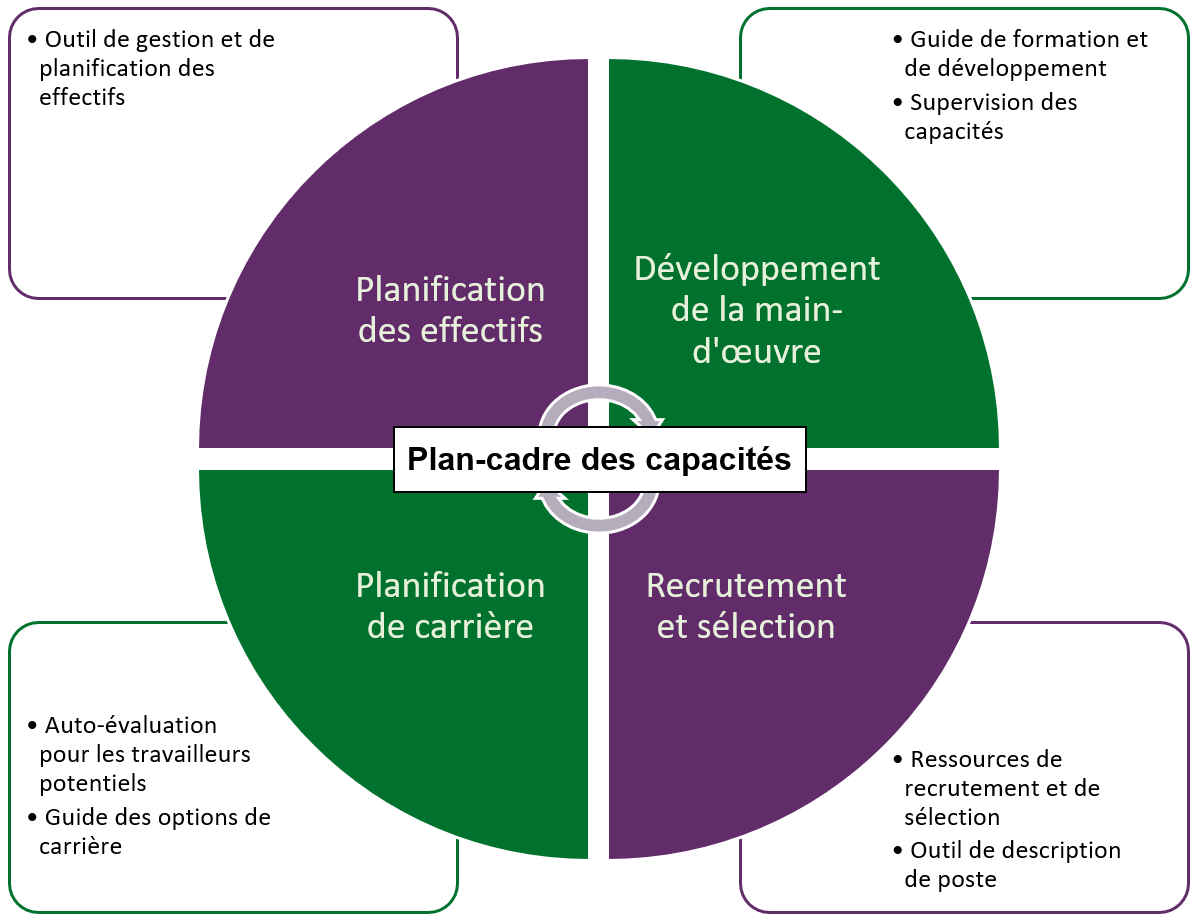 • Outil de gestion et de
planification des
effectifs
• Guide de formation et
de développement
• Supervision des
capacités
Planification
des effectifs
Développement
de la main-
d'œuvre
Plan-cadre des capacités
Planification
de carrière
Recrutement
et sélection
• Auto-évaluation
pour les travailleurs
potentiels
• Guide des options de
carrière
• Ressources de
recrutement et de
sélection
• Outil de description
de poste